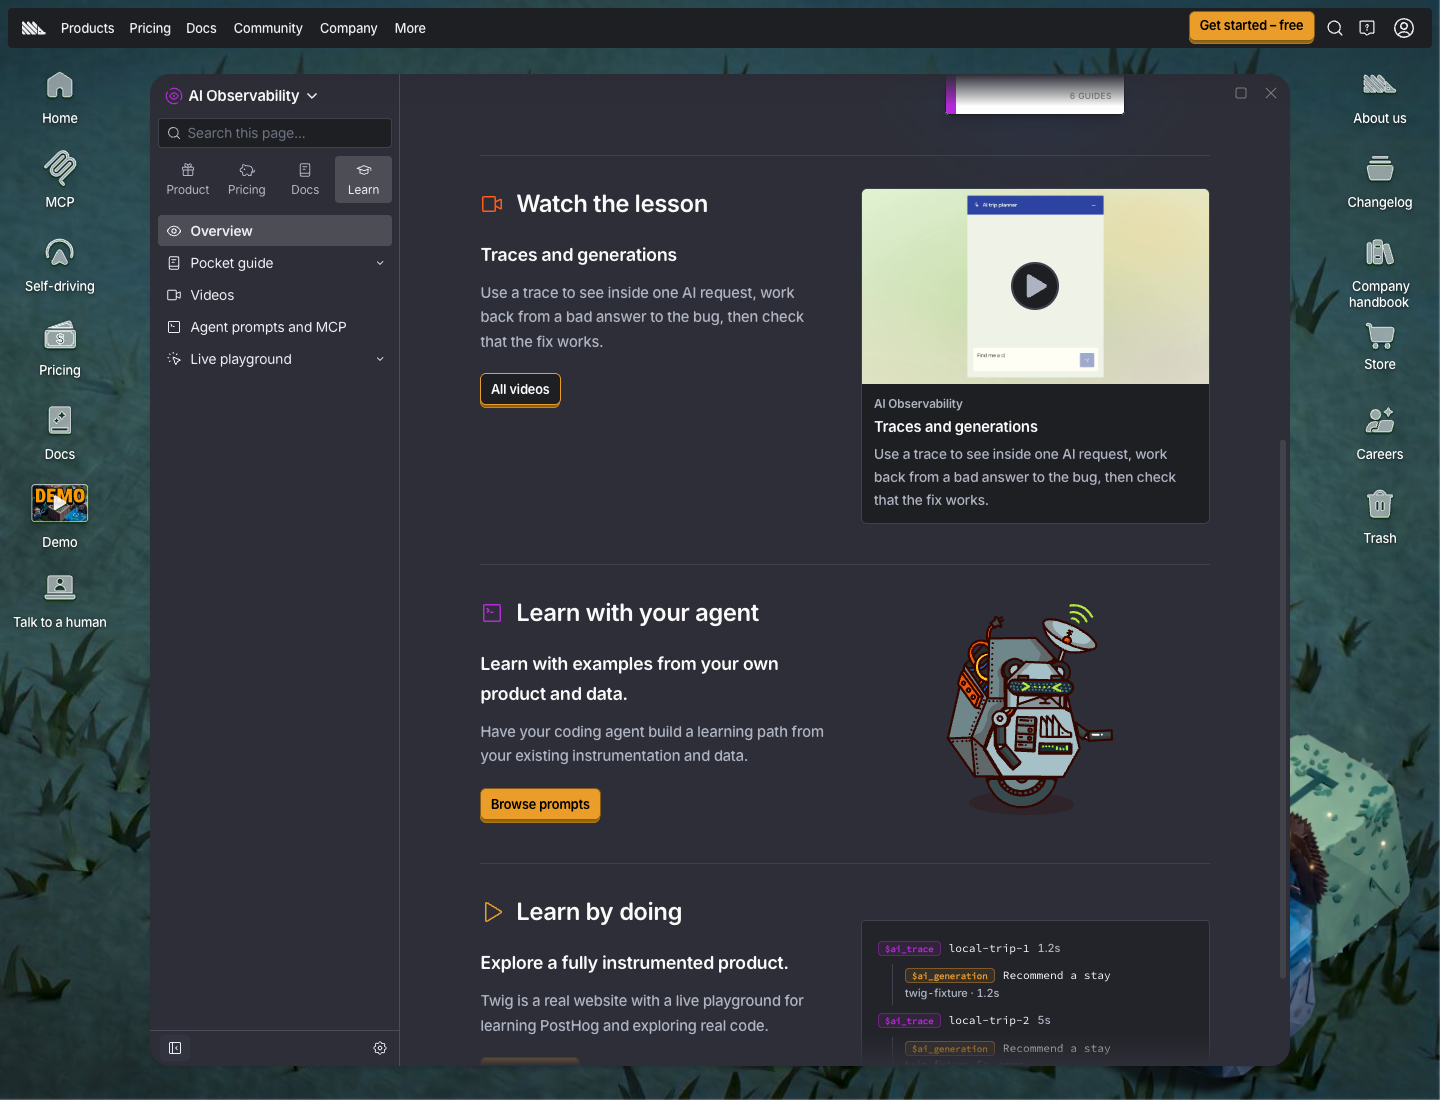 Products Pricing Docs Community Company More
Get started – free
Home
MCP
Self-driving
Pricing
Docs
DEMO
Demo
Talk to a human
About us
Changelog
Company
handbook
Store
Careers
Trash
AI Observability
Search this page...
Product Pricing Docs Learn
Overview
Pocket guide
Videos
Agent prompts and MCP
Live playground
6 GUIDES
Watch the lesson
Traces and generations
Use a trace to see inside one AI request, work
back from a bad answer to the bug, then check
that the fix works.
All videos
AI trip planner
Find me a c
AI Observability
Traces and generations
Use a trace to see inside one AI request, work
back from a bad answer to the bug, then check
that the fix works.
Learn with your agent
Learn with examples from your own
product and data.
Have your coding agent build a learning path from
your existing instrumentation and data.
Browse prompts
Learn by doing
Explore a fully instrumented product.
Twig is a real website with a live playground for
learning PostHog and exploring real code.
$ai_trace local-trip-1 1.2s
$ai_generation Recommend a stay
twig-fixture · 1.2s
$ai_trace local-trip-2 5s
$ai_generation Recommend a stay